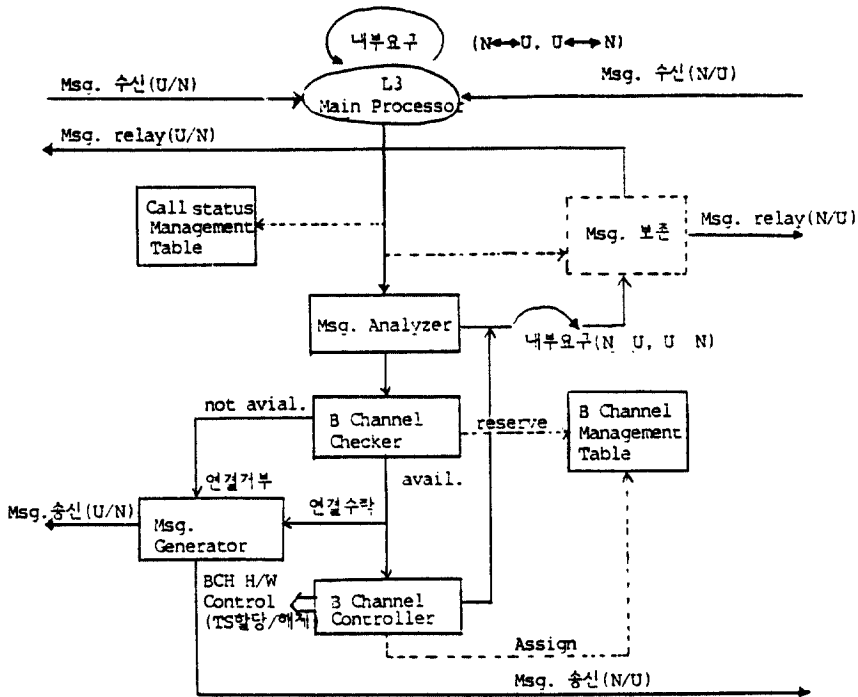 내부요구
(N↔U, U↔N)
Msg. 수신(U/N)
L3
Main Processor
Msg. 수신(N/U)
Msg. relay(U/N)
Call status
Management
Table
Msg. 보존
Msg. relay(N/U)
Msg. Analyzer
내부요구(N U, U N)
not avial.
B Channel
Checker
reserve
B Channel
Management
Table
연결거부
avail.
Msg.송신(U/N)
Msg.
Generator
연결수락
BCH H/W
Control
(TS할당/해제)
B Channel
Controller
Assign
Msg. 송신(N/U)